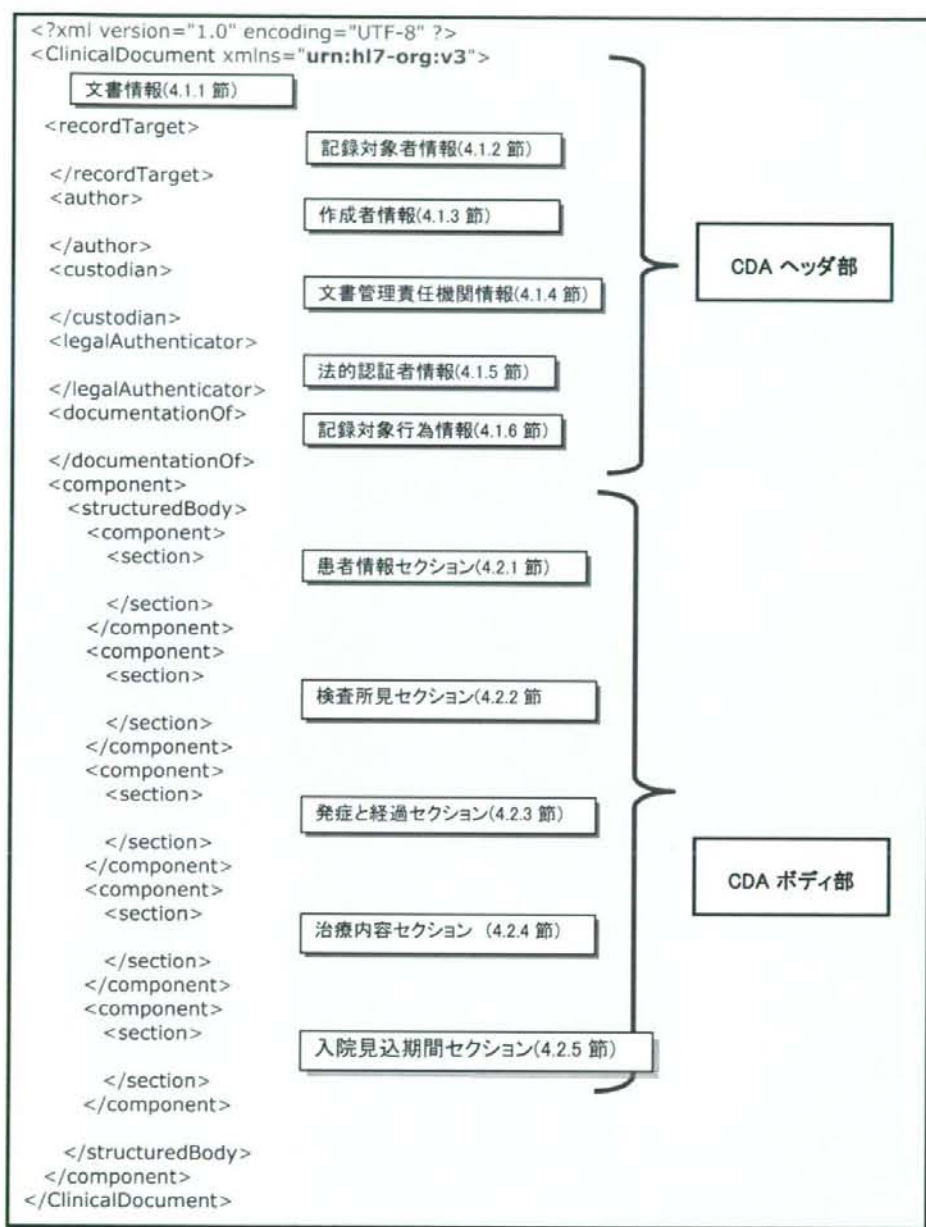 <?xml version="1.0" encoding="UTF-8" ?>
<ClinicalDocument xmlns="urn:hl7-org:v3">
文書情報(4.1.1 節)
<recordTarget>
記録対象者情報(4.1.2 節)
</recordTarget>
<author>
作成者情報(4.1.3 節)
</author>
<custodian>
文書管理責任機関情報(4.1.4 節)
</custodian>
<legalAuthenticator>
法的認証者情報(4.1.5 節)
</legalAuthenticator>
<documentationOf>
記録対象行為情報(4.1.6 節)
</documentationOf>
CDA ヘッダ部
<component>
<structuredBody>
<component>
<section>
患者情報セクション(4.2.1 節)
</section>
</component>
<component>
<section>
検査所見セクション(4.2.2 節
</section>
</component>
<component>
<section>
発症と経過セクション(4.2.3 節)
</section>
</component>
<component>
<section>
治療内容セクション (4.2.4 節)
</section>
</component>
<component>
<section>
入院見込期間セクション(4.2.5 節)
</section>
</component>
CDA ボディ部
</structuredBody>
</component>
</ClinicalDocument>